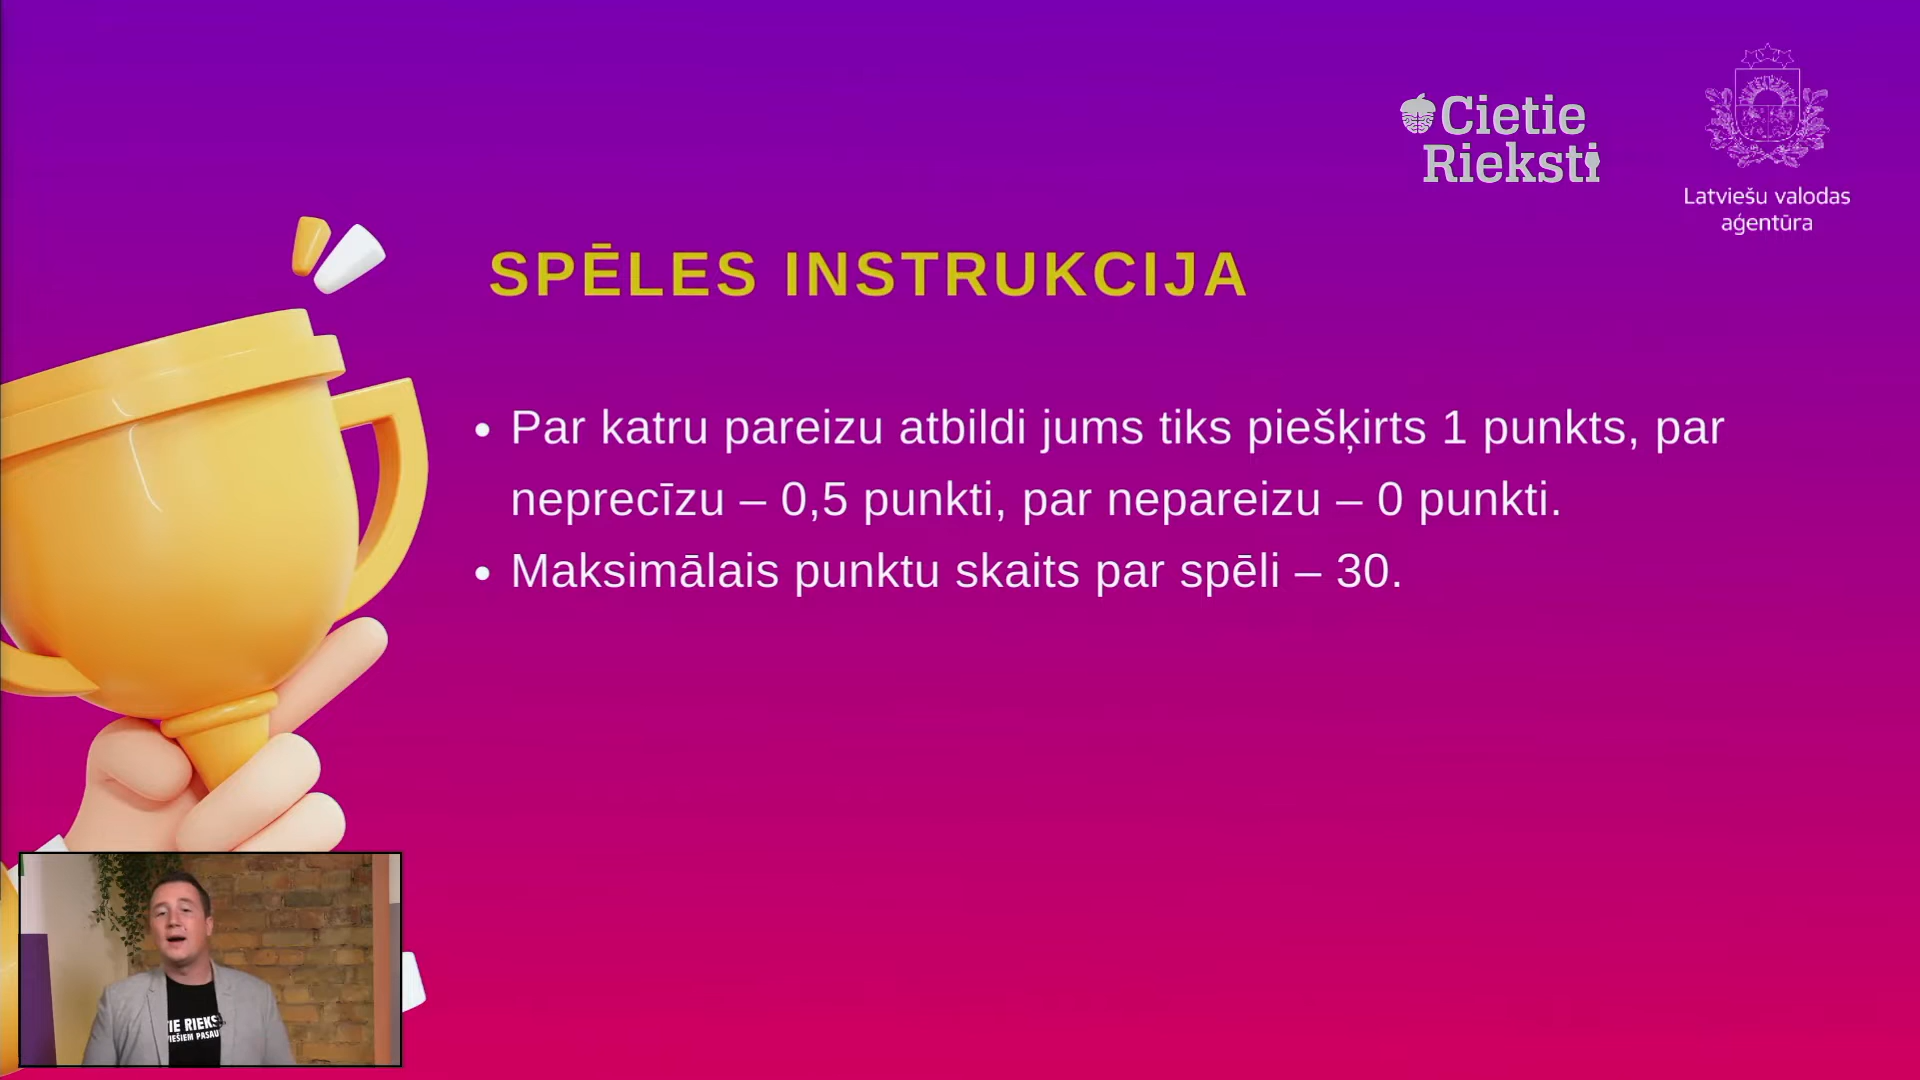 Cietie
Rieksti
Latviešu valodas
aģentūra
SPĒLES INSTRUKCIJA
• Par katru pareizu atbildi jums tiks piešķirts 1 punkts, par
neprecīzu – 0,5 punkti, par nepareizu – 0 punkti.
• Maksimālais punktu skaits par spēli – 30.